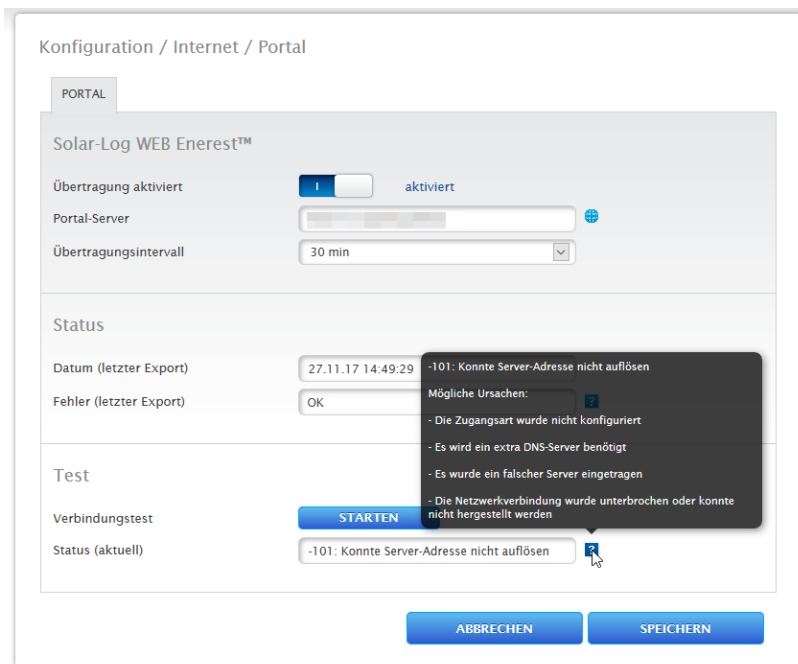 Konfiguration / Internet / Portal
PORTAL
Solar-Log WEB Enerest™
Übertragung aktiviert
I
aktiviert
Portal-Server
Übertragungsintervall
30 min
Status
Datum (letzter Export)
27.11.17 14:49:29
Fehler (letzter Export)
OK
?
-101: Konnte Server-Adresse nicht auflösen
Mögliche Ursachen:
- Die Zugangsart wurde nicht konfiguriert
- Es wird ein extra DNS-Server benötigt
- Es wurde ein falscher Server eingetragen
- Die Netzwerkverbindung wurde unterbrochen oder konnte
nicht hergestellt werden
Test
Verbindungstest
STARTEN
Status (aktuell)
-101: Konnte Server-Adresse nicht auflösen
?
ABBRECHEN
SPEICHERN